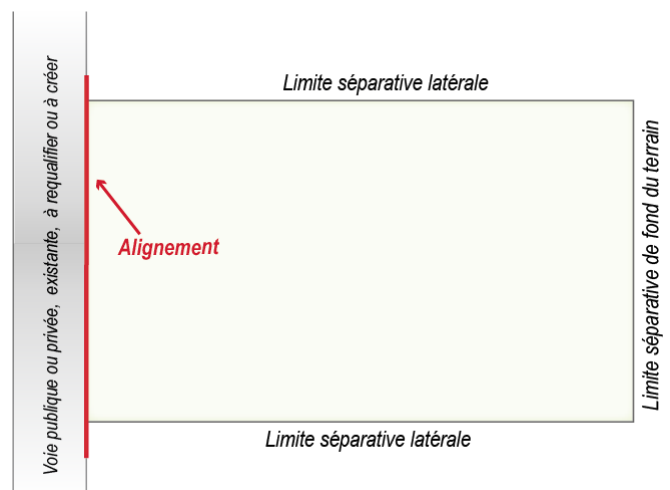 Limite séparative latérale
Voie publique ou privée, existante, à requalifier ou à créer
Alignement
Limite séparative de fond du terrain
Limite séparative latérale